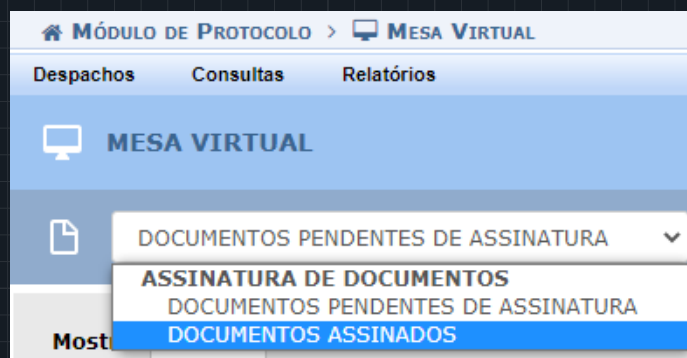 MÓDULO DE PROTOCOLO > MESA VIRTUAL
Despachos Consultas Relatórios
MESA VIRTUAL
DOCUMENTOS PENDENTES DE ASSINATURA
ASSINATURA DE DOCUMENTOS
DOCUMENTOS PENDENTES DE ASSINATURA
DOCUMENTOS ASSINADOS